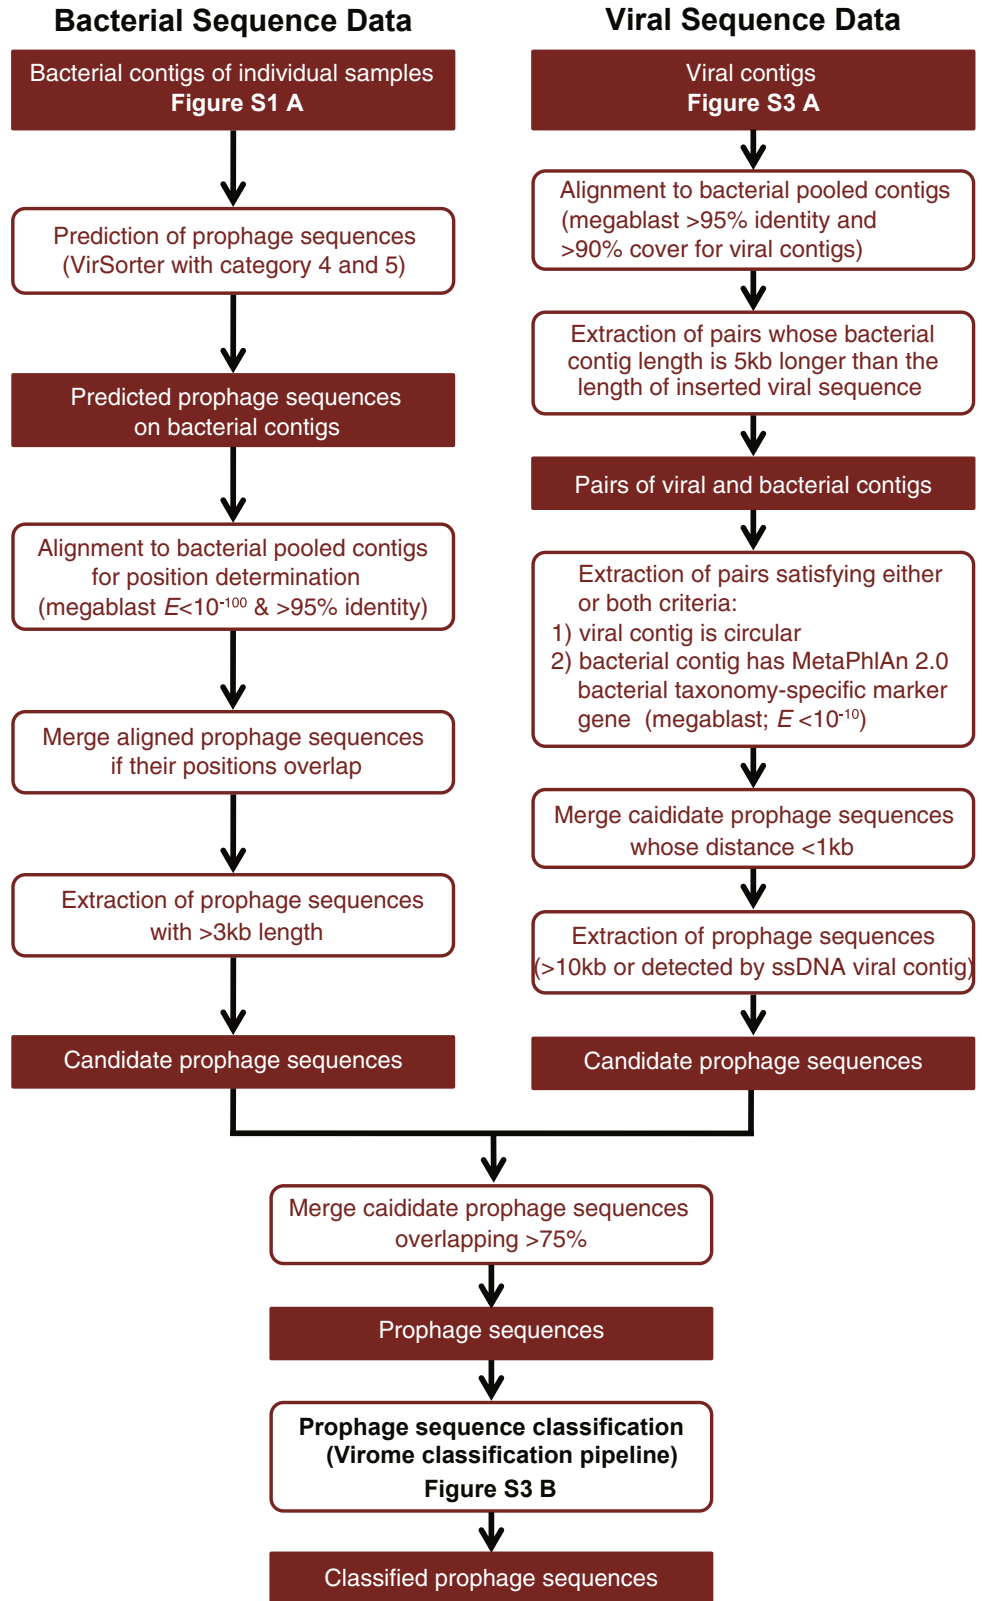 Bacterial Sequence Data
Bacterial contigs of individual samples
Figure S1 A
Prediction of prophage sequences
(VirSorter with category 4 and 5)
Predicted prophage sequences
on bacterial contigs
Alignment to bacterial pooled contigs
for position determination
(megablast E<10⁻¹⁰⁰ & >95% identity)
Merge aligned prophage sequences
if their positions overlap
Extraction of prophage sequences
with >3kb length
Candidate prophage sequences
Viral Sequence Data
Viral contigs
Figure S3 A
Alignment to bacterial pooled contigs
(megablast >95% identity and
>90% cover for viral contigs)
Extraction of pairs whose bacterial
contig length is 5kb longer than the
length of inserted viral sequence
Pairs of viral and bacterial contigs
Extraction of pairs satisfying either
or both criteria:
1) viral contig is circular
2) bacterial contig has MetaPhlAn 2.0
bacterial taxonomy-specific marker
gene (megablast; E <10⁻¹⁰)
Merge caididate prophage sequences
whose distance <1kb
Extraction of prophage sequences
(>10kb or detected by ssDNA viral contig)
Candidate prophage sequences
Merge caididate prophage sequences
overlapping >75%
Prophage sequences
Prophage sequence classification
(Virome classification pipeline)
Figure S3 B
Classified prophage sequences